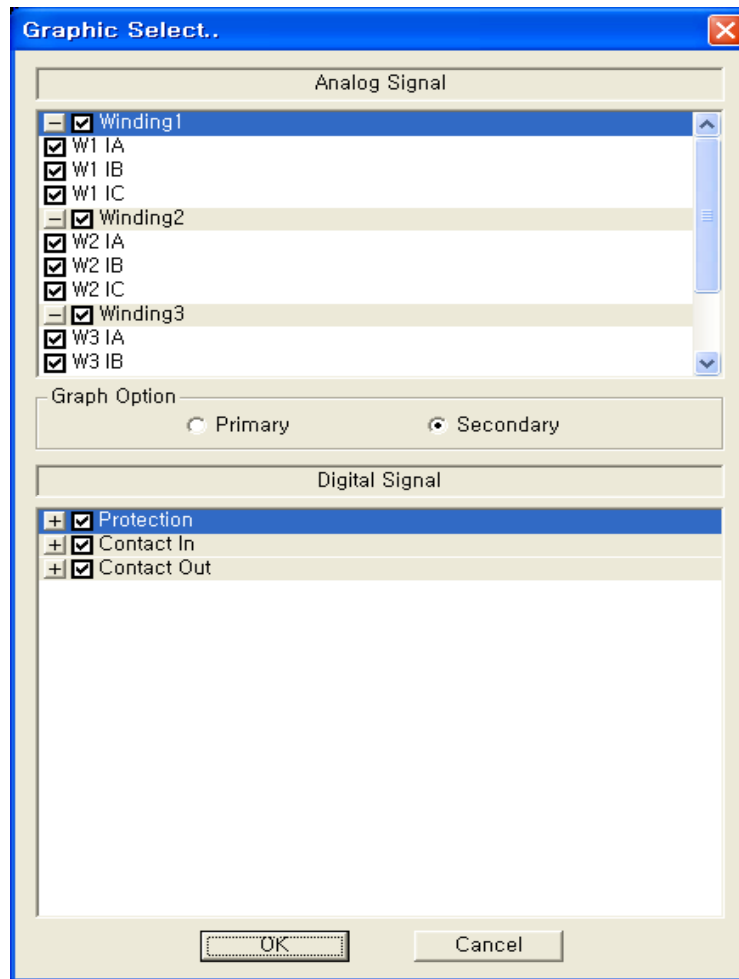 Graphic Select..
Analog Signal
Winding1
W1 IA
W1 IB
W1 IC
Winding2
W2 IA
W2 IB
W2 IC
Winding3
W3 IA
W3 IB
Graph Option
Primary Secondary
Digital Signal
Protection
Contact In
Contact Out
OK Cancel